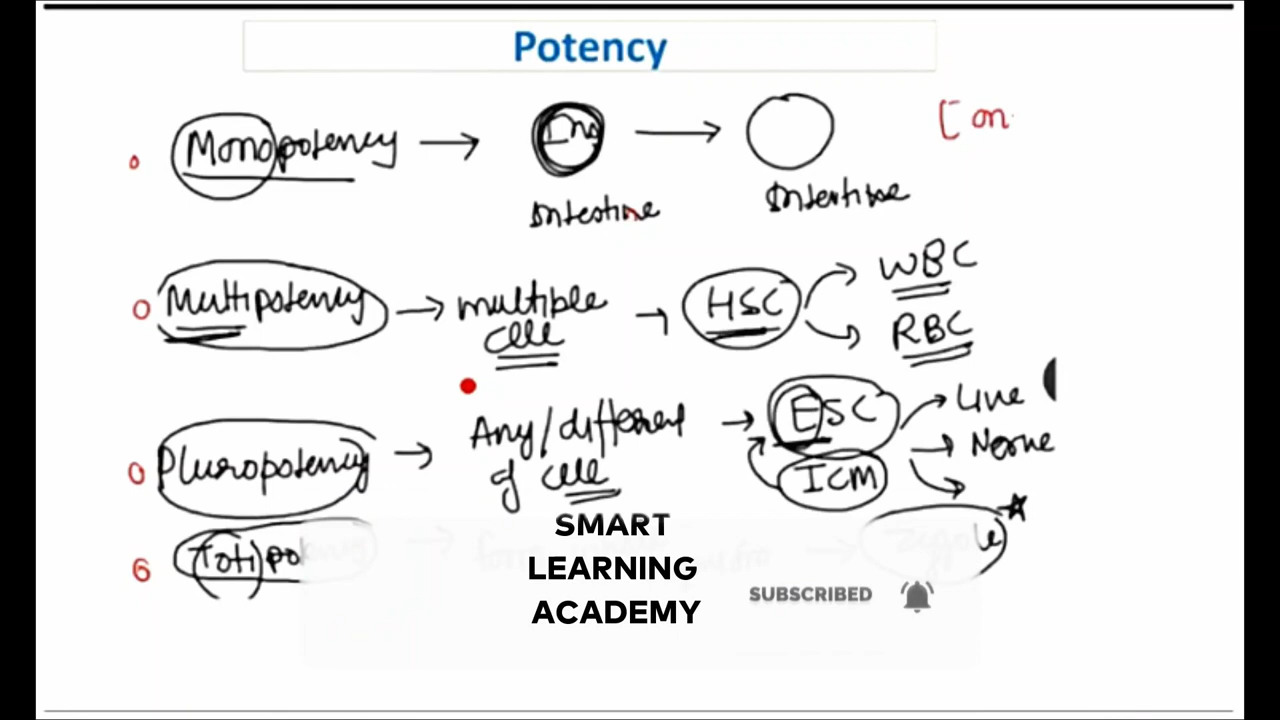 Potency
Monopotency → → [ on
Intestine Intestine
Multipotency → multiple cell → HSC WBC
RBC
Pluropotency → Any/different of cell → ESC Live
Nerve
ICM
Toti
SMART
LEARNING
ACADEMY
SUBSCRIBED